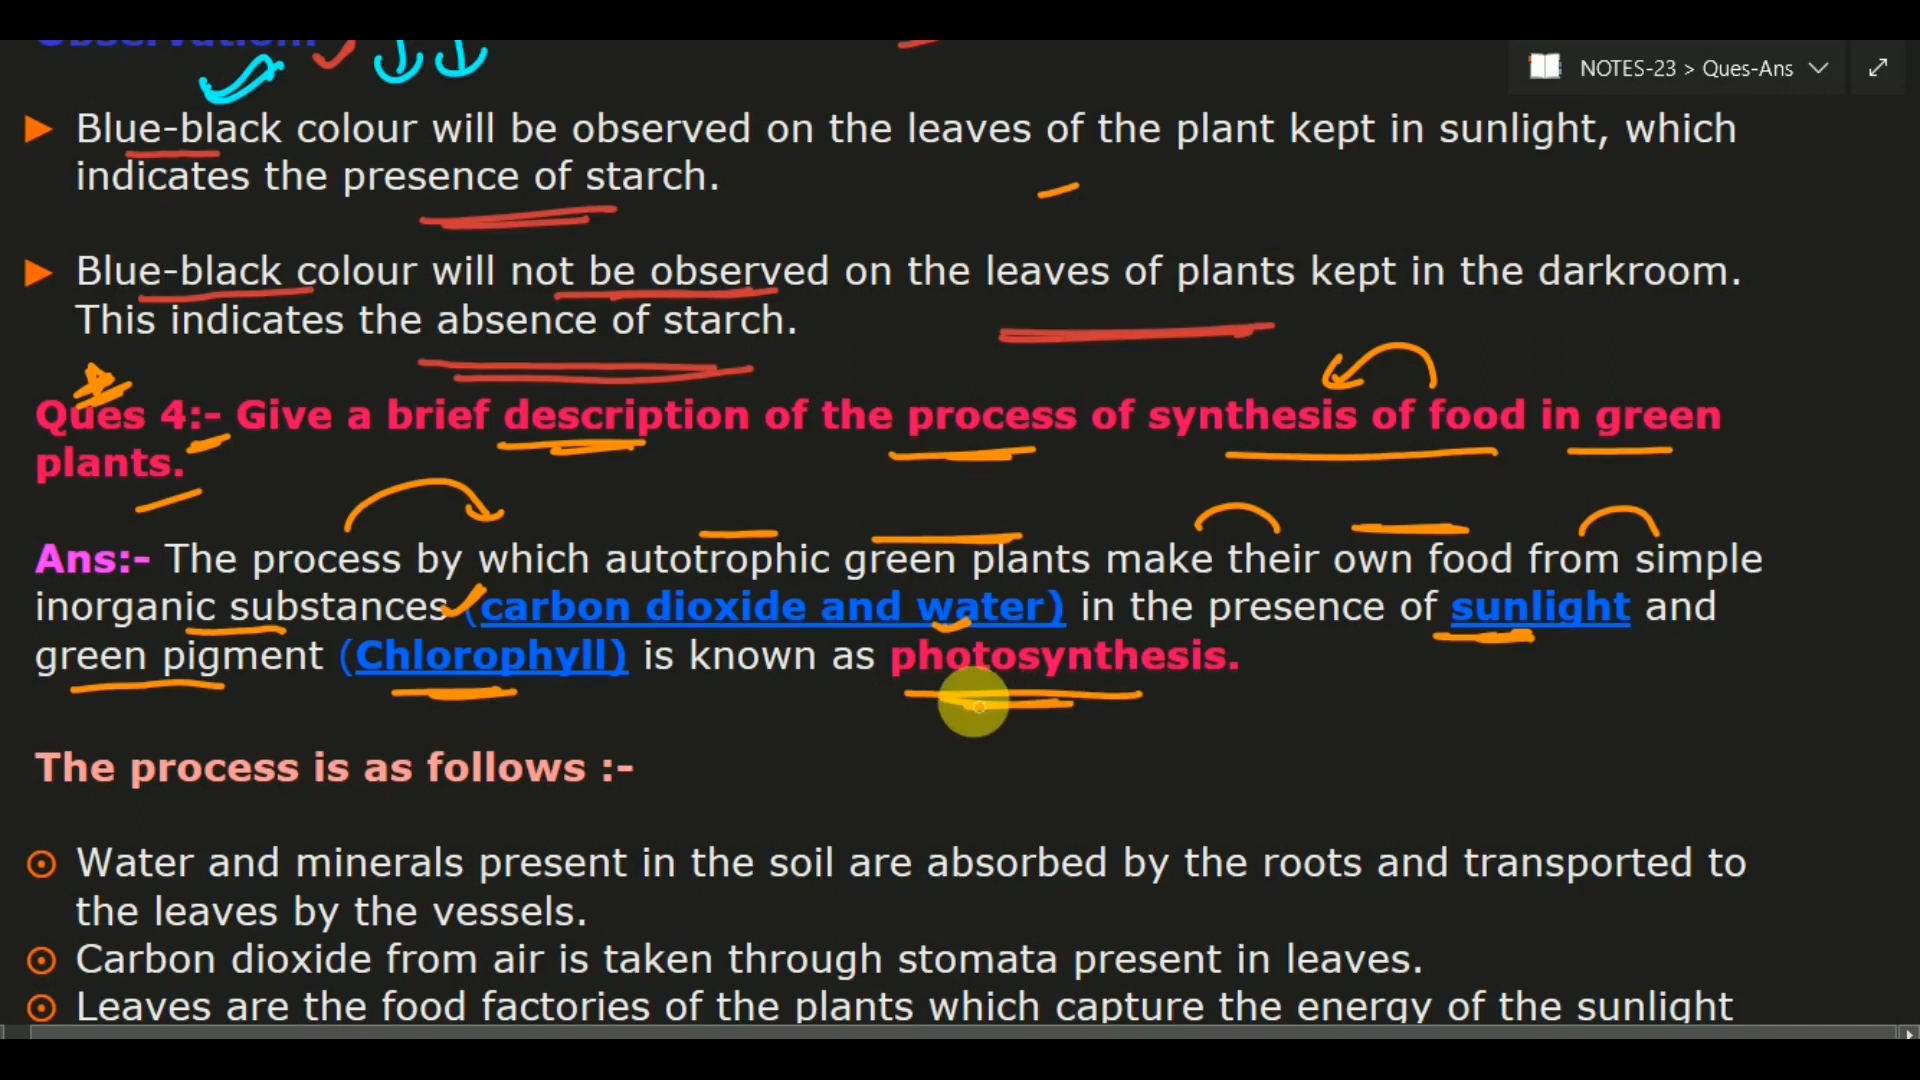 Observation:
NOTES-23 > Ques-Ans
Blue-black colour will be observed on the leaves of the plant kept in sunlight, which
indicates the presence of starch.
Blue-black colour will not be observed on the leaves of plants kept in the darkroom.
This indicates the absence of starch.
Ques 4:- Give a brief description of the process of synthesis of food in green
plants.
Ans:- The process by which autotrophic green plants make their own food from simple
inorganic substances (carbon dioxide and water) in the presence of sunlight and
green pigment (Chlorophyll) is known as photosynthesis.
The process is as follows :-
Water and minerals present in the soil are absorbed by the roots and transported to
the leaves by the vessels.
Carbon dioxide from air is taken through stomata present in leaves.
Leaves are the food factories of the plants which capture the energy of the sunlight